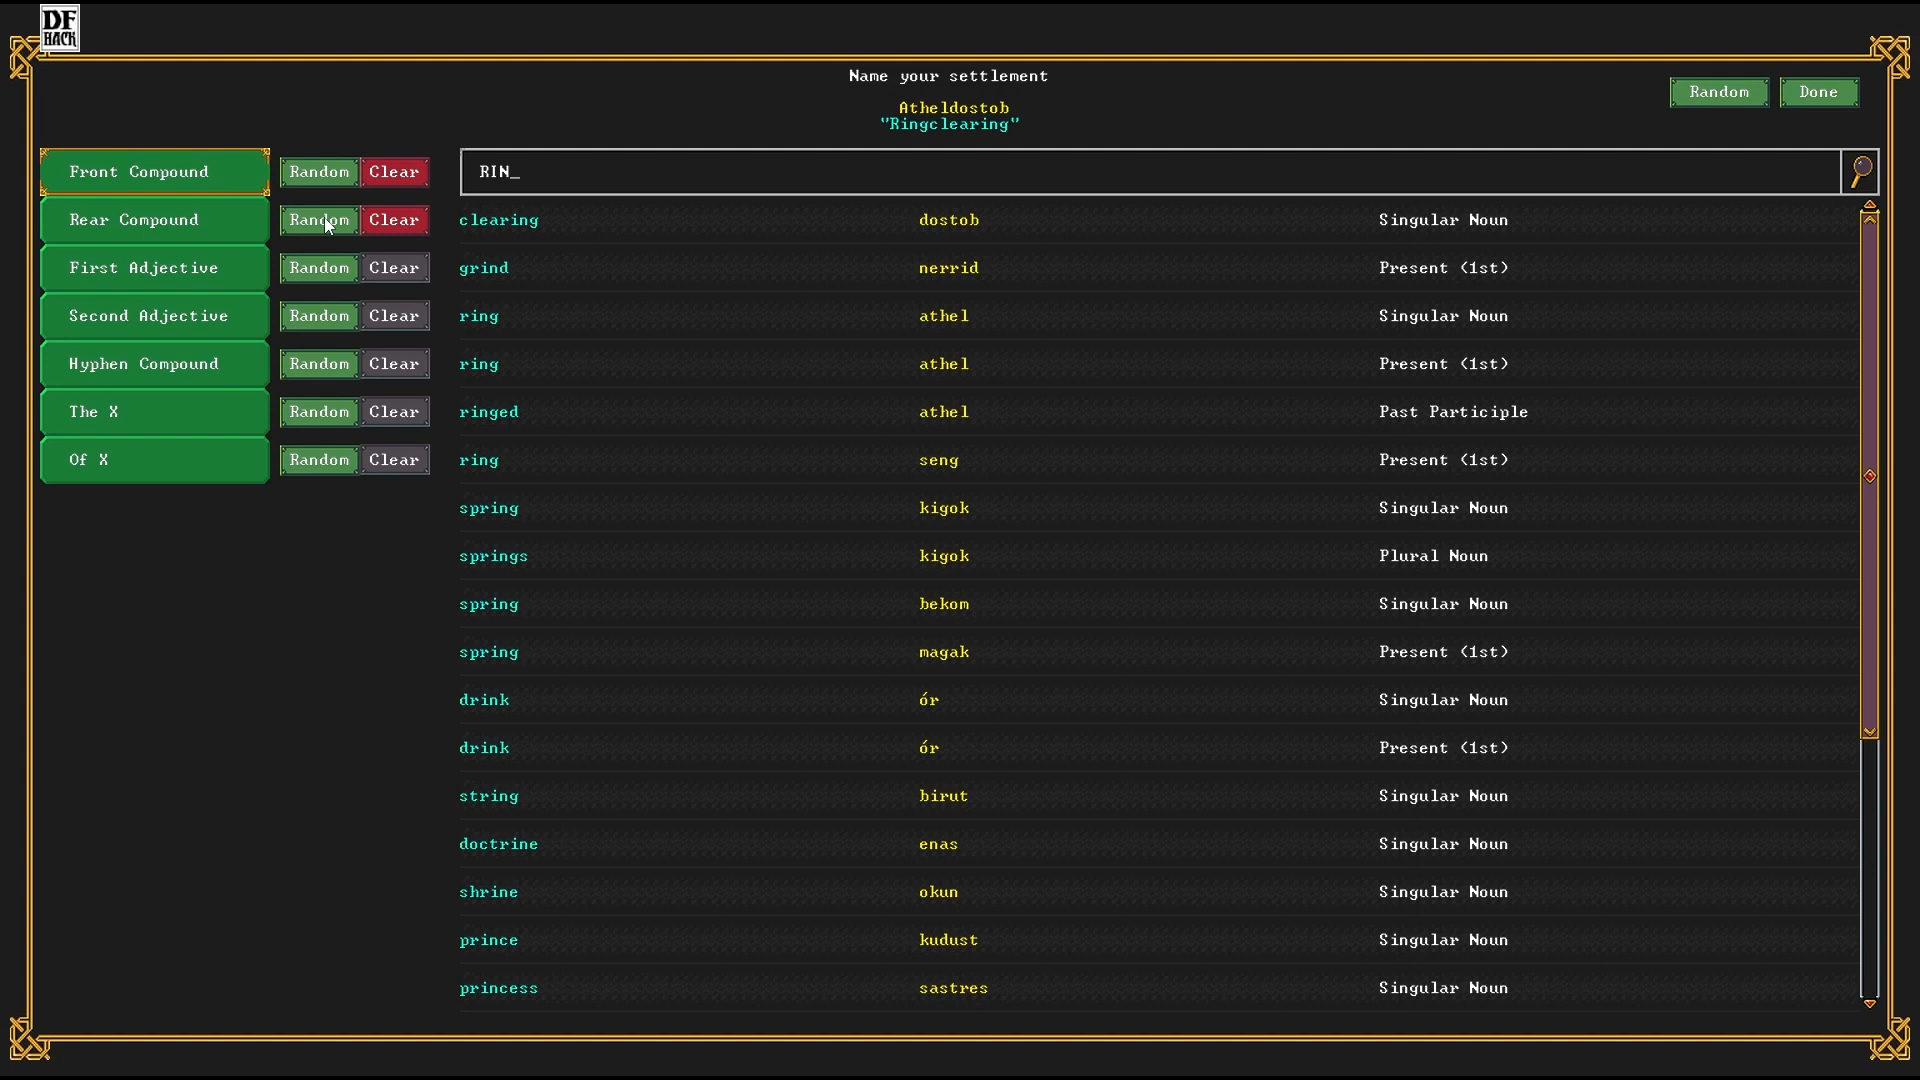 DF
HACK
Name your settlement
Atheldostob
"Ringclearing"
Random Done
Front Compound Random Clear RIN_
Rear Compound Random Clear clearing dostob Singular Noun
First Adjective Random Clear grind nerrid Present (1st)
Second Adjective Random Clear ring athel Singular Noun
Hyphen Compound Random Clear ring athel Present (1st)
The X Random Clear ringed athel Past Participle
Of X Random Clear ring seng Present (1st)
spring kigok Singular Noun
springs kigok Plural Noun
spring bekom Singular Noun
spring magak Present (1st)
drink ór Singular Noun
drink ór Present (1st)
string birut Singular Noun
doctrine enas Singular Noun
shrine okun Singular Noun
prince kudust Singular Noun
princess sastres Singular Noun